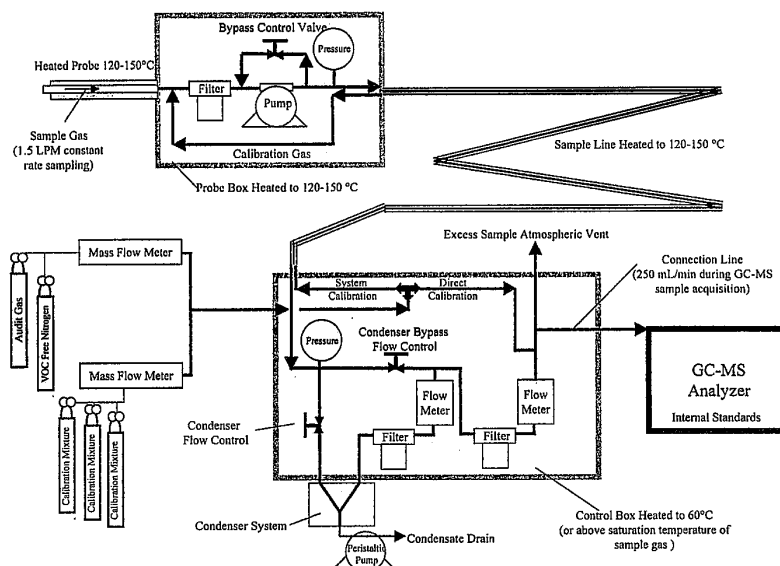 Bypass Control Valve
Pressure
Heated Probe 120-150°C
Filter
Pump
Sample Gas
(1.5 LPM constant
rate sampling)
Calibration Gas
Probe Box Heated to 120-150 °C
Sample Line Heated to 120-150 °C
Excess Sample Atmospheric Vent
Connection Line
(250 mL/min during GC-MS
sample acquisition)
Mass Flow Meter
Audit Gas
VOC Free Nitrogen
System
Calibration
Direct
Calibration
Pressure
Condenser Bypass
Flow Control
Mass Flow Meter
Calibration Mixture
Calibration Mixture
Calibration Mixture
Flow
Meter
Flow
Meter
GC-MS
Analyzer
Internal Standards
Condenser
Flow Control
Filter
Filter
Condenser System
Condensate Drain
Peristaltic
Pump
Control Box Heated to 60°C
(or above saturation temperature of
sample gas )